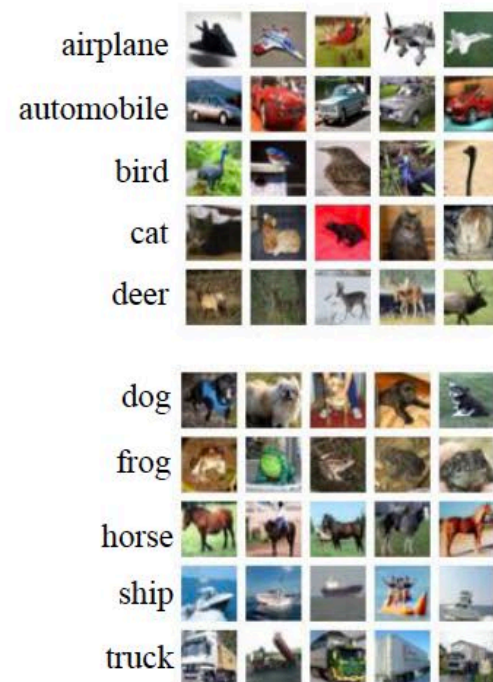 airplane
automobile
bird
cat
deer
dog
frog
horse
ship
truck